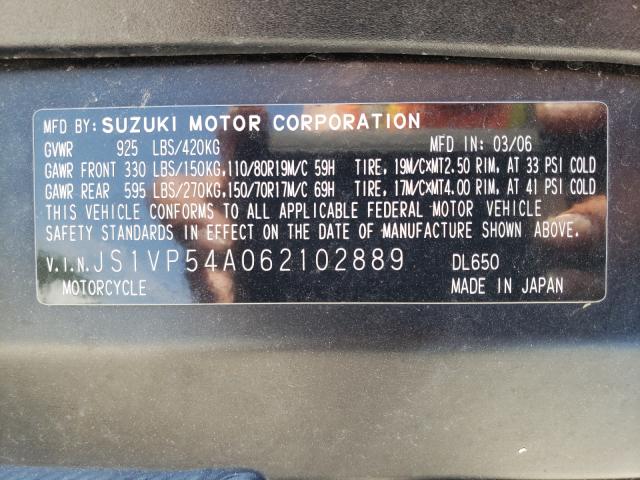 MFD BY: SUZUKI MOTOR CORPORATION
GVWR 925 LBS/420KG MFD IN: 03/06
GAWR FRONT 330 LBS/150KG, 110/80R19M/C 59H TIRE, 19M/C×MT2.50 RIM, AT 33 PSI COLD
GAWR REAR 595 LBS/270KG, 150/70R17M/C 69H TIRE, 17M/C×MT4.00 RIM, AT 41 PSI COLD
THIS VEHICLE CONFORMS TO ALL APPLICABLE FEDERAL MOTOR VEHICLE
SAFETY STANDARDS IN EFFECT ON THE DATE OF MANUFACTURE SHOWN ABOVE.
V.I.N. JS1VP54A062102889 DL650
MOTORCYCLE MADE IN JAPAN